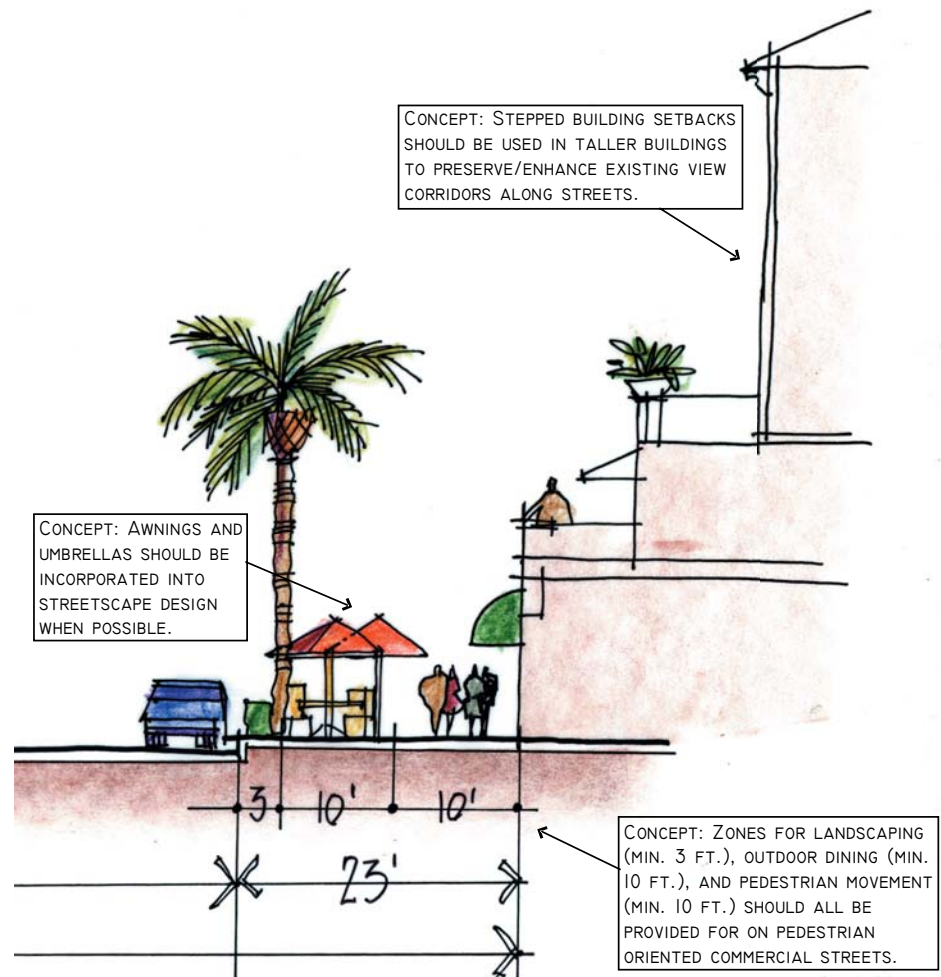 CONCEPT: STEPPED BUILDING SETBACKS
SHOULD BE USED IN TALLER BUILDINGS
TO PRESERVE/ENHANCE EXISTING VIEW
CORRIDORS ALONG STREETS.
CONCEPT: AWNINGS AND
UMBRELLAS SHOULD BE
INCORPORATED INTO
STREETSCAPE DESIGN
WHEN POSSIBLE.
3 10' 10'
23'
CONCEPT: ZONES FOR LANDSCAPING
(MIN. 3 FT.), OUTDOOR DINING (MIN.
10 FT.), AND PEDESTRIAN MOVEMENT
(MIN. 10 FT.) SHOULD ALL BE
PROVIDED FOR ON PEDESTRIAN
ORIENTED COMMERCIAL STREETS.